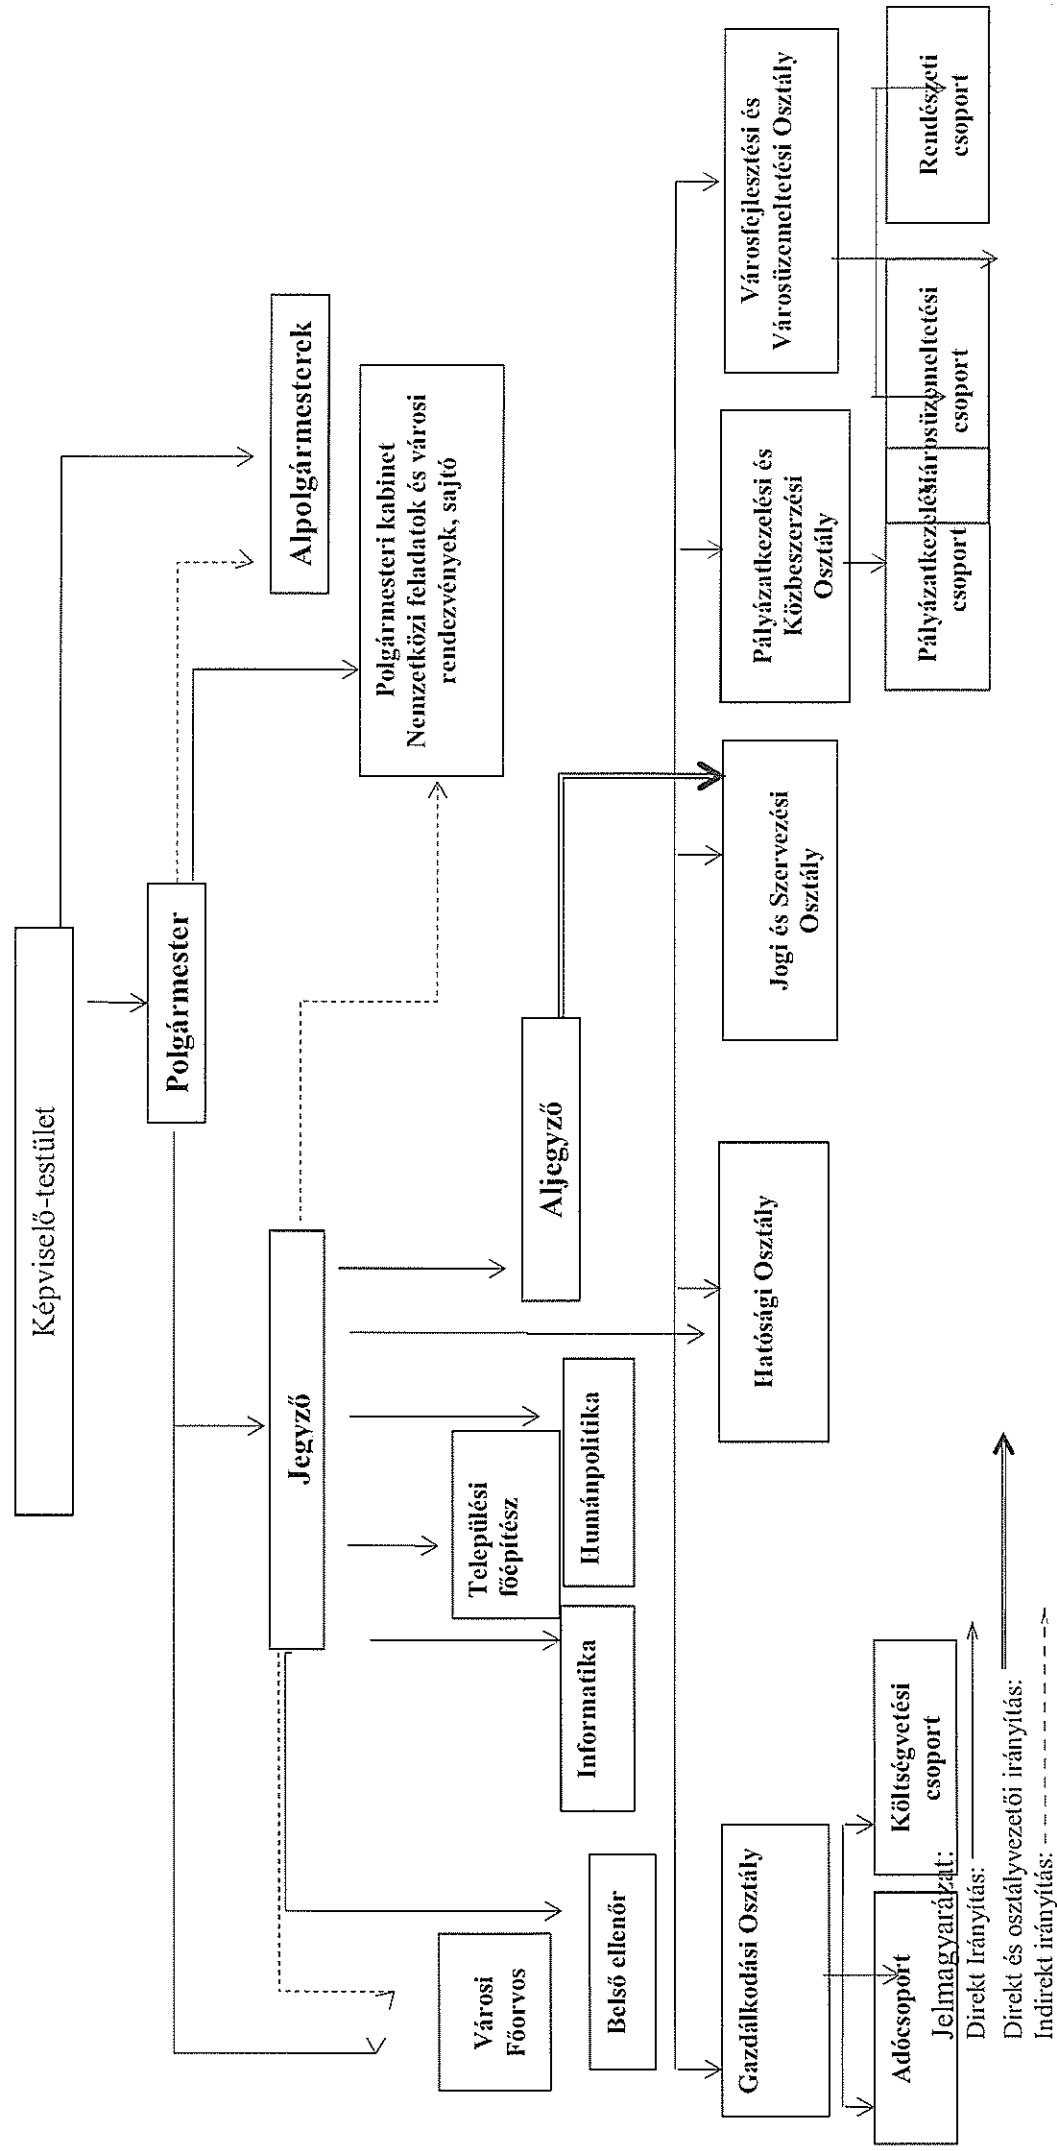 Képviselő-testület
Polgármester
Alpolgármesterek
Polgármesteri kabinet
Nemzetközi feladatok és városi
rendezvények, sajtó
Jegyző
Aljegyző
Városi
Főorvos
Települési
főépítész
Belső ellenőr
Informatika
Humánpolitika
Gazdálkodási Osztály
Hatósági Osztály
Jogi és Szervezési
Osztály
Pályázatkezelési és
Közbeszerzési
Osztály
Városfejlesztési és
Városüzemeltetési Osztály
Adócsoport
Költségvetési
csoport
Pályázatkezelési
csoport
Városüzemeltetési
csoport
Rendészeti
csoport
Jelmagyarázat:
Direkt Irányítás:
Direkt és osztályvezetői irányítás:
Indirekt irányítás: